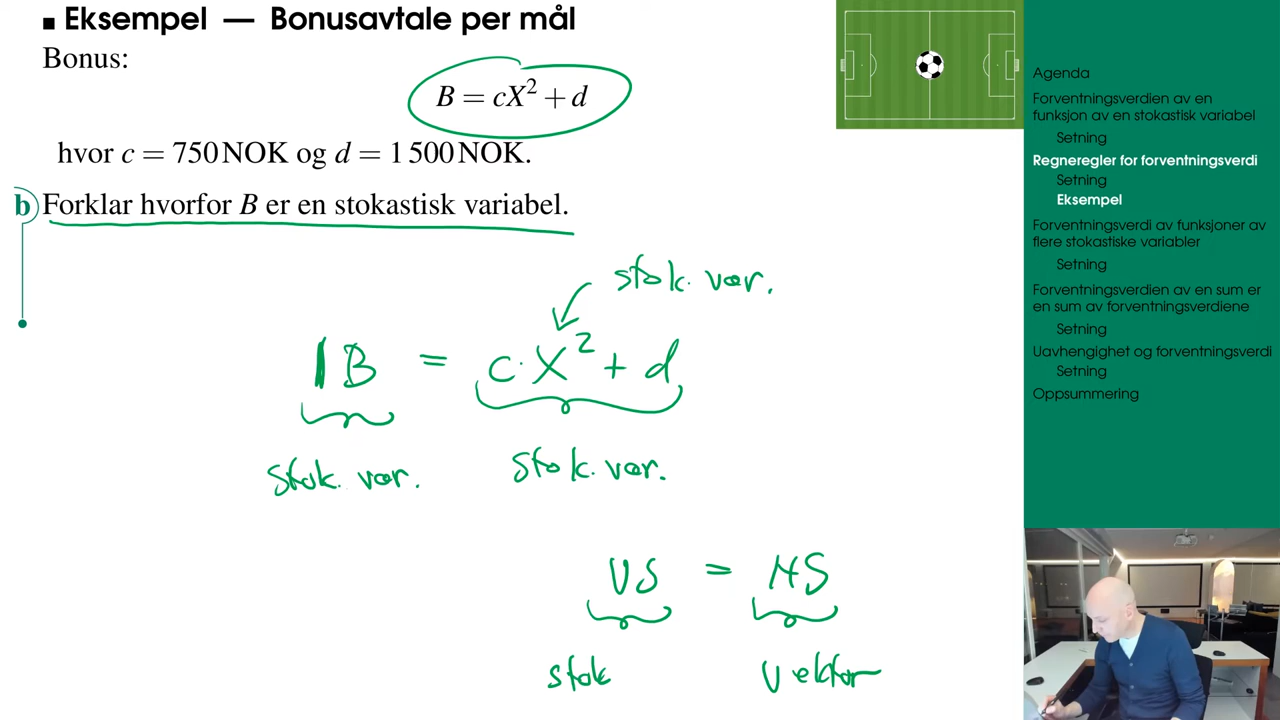 ■ Eksempel — Bonusavtale per mål
Bonus:
B = cX² + d
hvor c = 750 NOK og d = 1 500 NOK.
b Forklar hvorfor B er en stokastisk variabel.
stok. var.
B = c·X² + d
stok. var. stok. var.
VS = HS
stok vektor
Agenda
Forventningsverdien av en
funksjon av en stokastisk variabel
Setning
Regneregler for forventningsverdi
Setning
Eksempel
Forventningsverdi av funksjoner av
flere stokastiske variabler
Setning
Forventningsverdien av en sum er
en sum av forventningsverdiene
Setning
Uavhengighet og forventningsverdi
Setning
Oppsummering